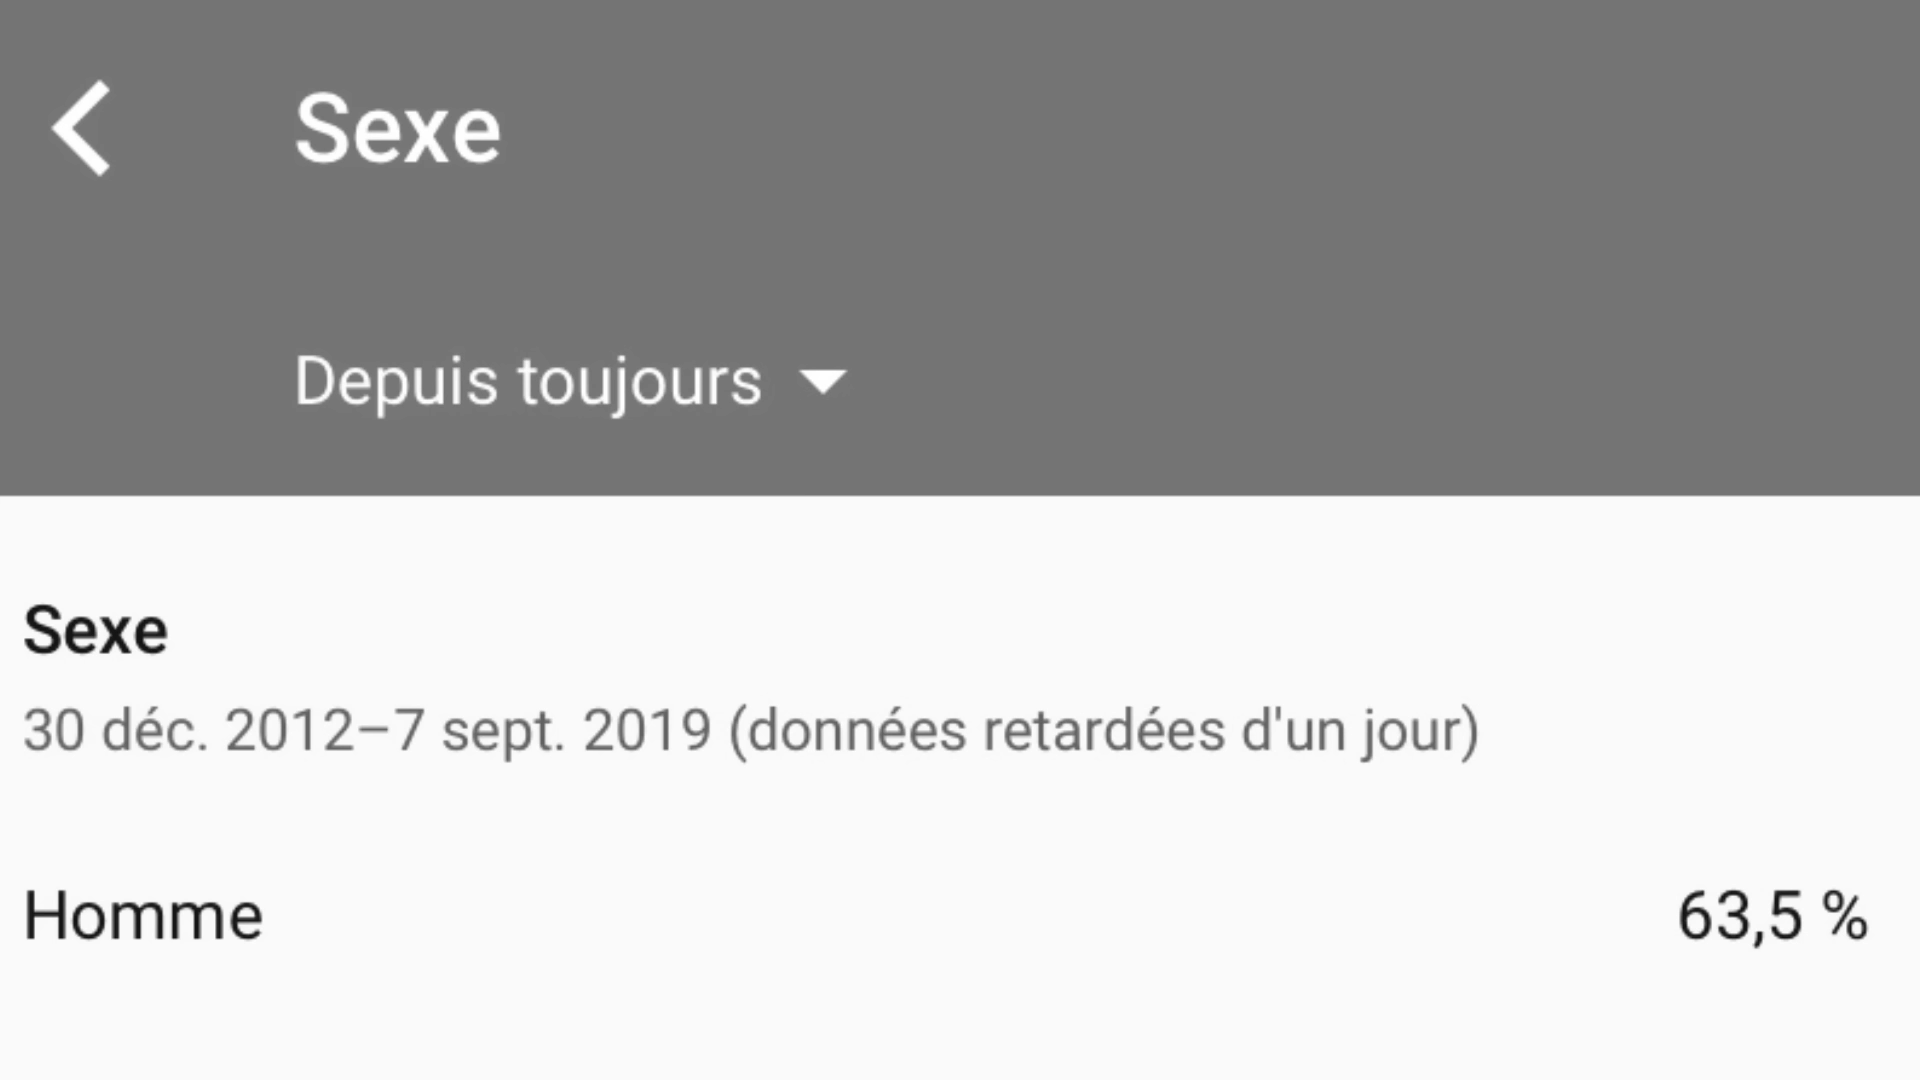 Sexe
Depuis toujours
Sexe
30 déc. 2012–7 sept. 2019 (données retardées d'un jour)
Homme 63,5 %